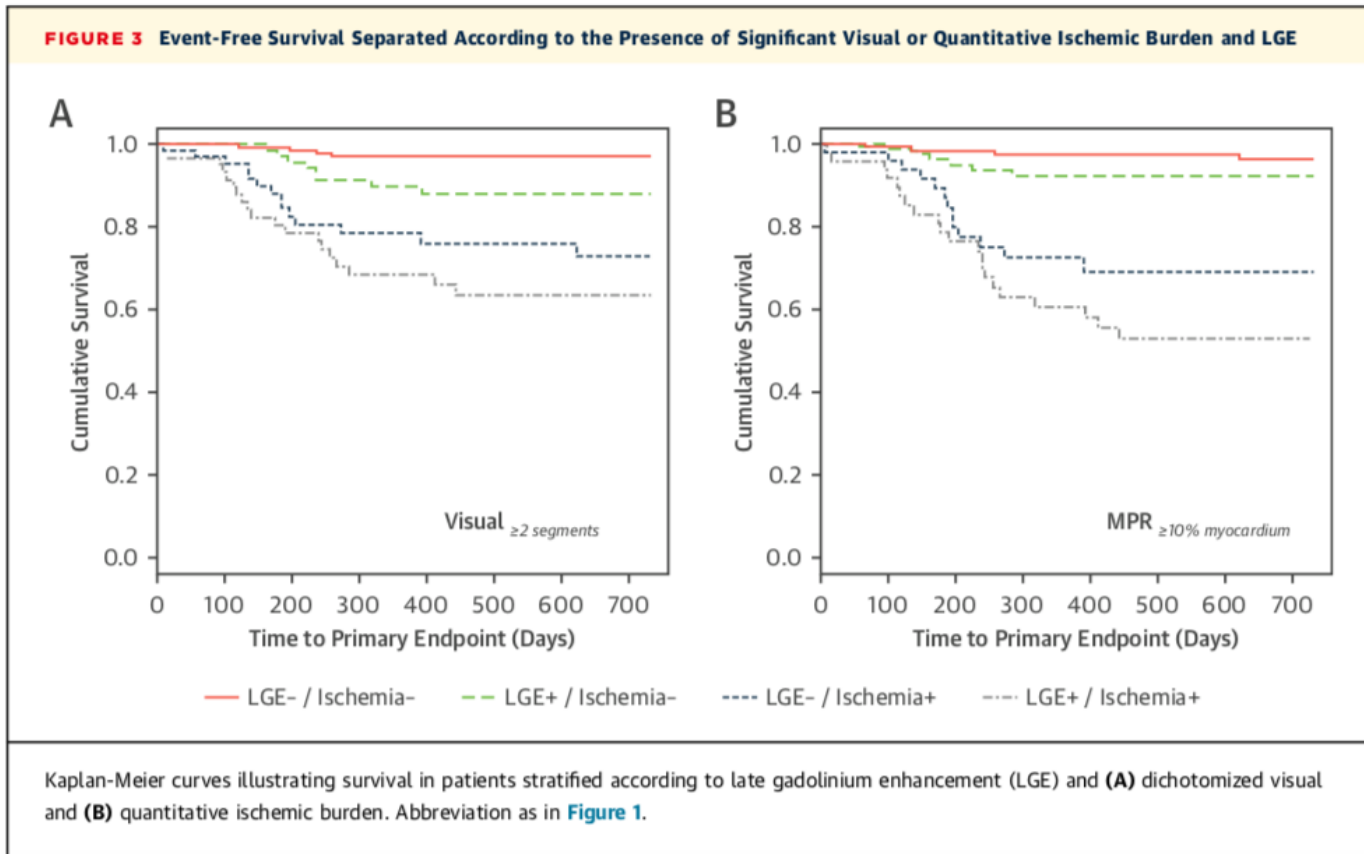 FIGURE 3 Event-Free Survival Separated According to the Presence of Significant Visual or Quantitative Ischemic Burden and LGE
A
1.0
0.8
0.6
0.4
0.2
0.0
Cumulative Survival
Visual ≥2 segments
0 100 200 300 400 500 600 700
Time to Primary Endpoint (Days)
B
1.0
0.8
0.6
0.4
0.2
0.0
Cumulative Survival
MPR ≥10% myocardium
0 100 200 300 400 500 600 700
Time to Primary Endpoint (Days)
LGE– / Ischemia– LGE+ / Ischemia– LGE– / Ischemia+ LGE+ / Ischemia+
Kaplan-Meier curves illustrating survival in patients stratified according to late gadolinium enhancement (LGE) and (A) dichotomized visual
and (B) quantitative ischemic burden. Abbreviation as in Figure 1.